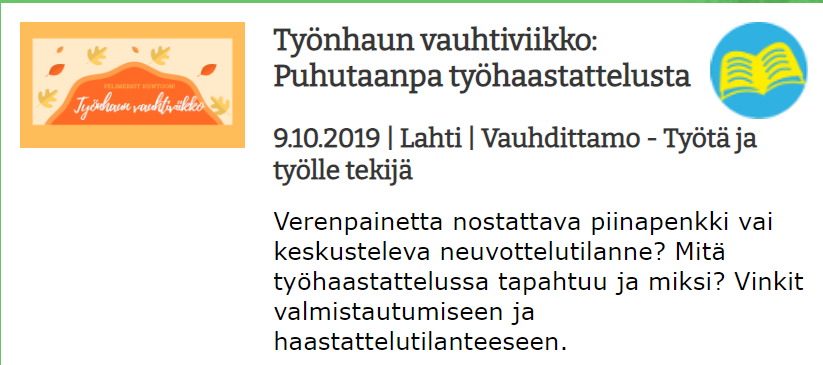 PELIMERKIT KUNTOON!
Työnhaun vauhtiviikko
Työnhaun vauhtiviikko:
Puhutaanpa työhaastattelusta
9.10.2019 | Lahti | Vauhdittamo - Työtä ja
työlle tekijä
Verenpainetta nostattava piinapenkki vai
keskusteleva neuvottelutilanne? Mitä
työhaastattelussa tapahtuu ja miksi? Vinkit
valmistautumiseen ja
haastattelutilanteeseen.